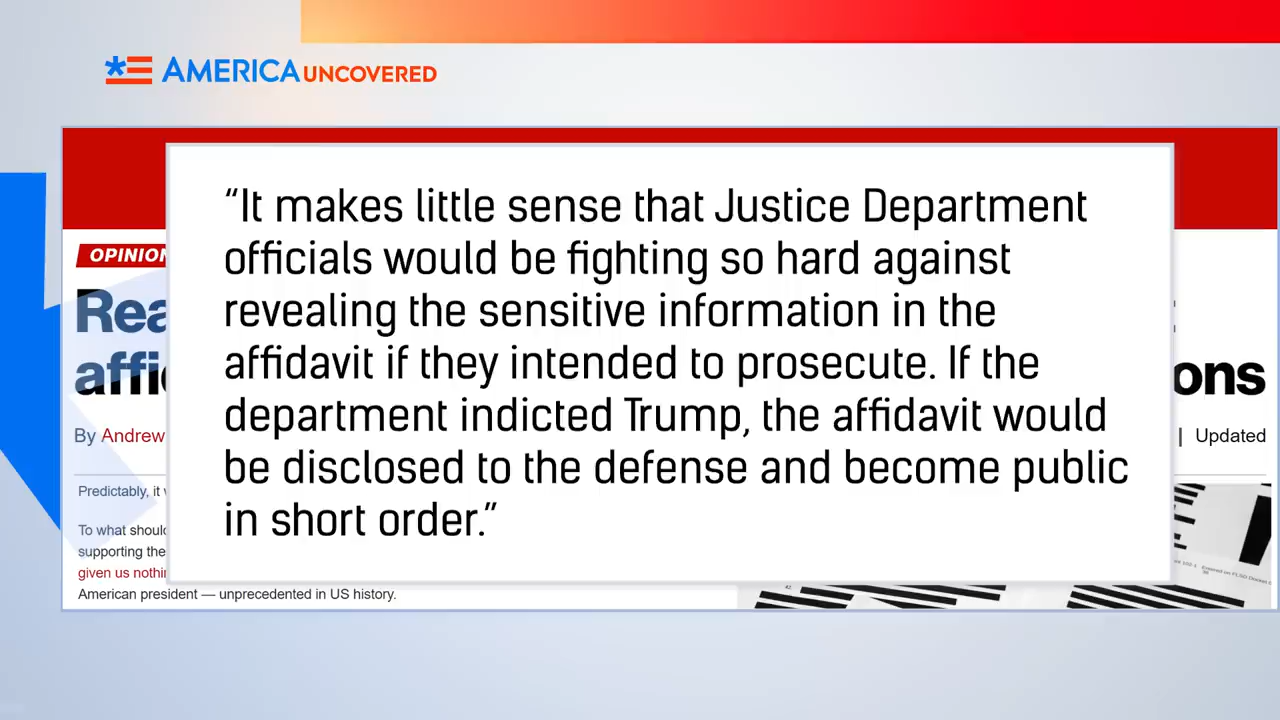 AMERICA UNCOVERED
“It makes little sense that Justice Department
officials would be fighting so hard against
revealing the sensitive information in the
affidavit if they intended to prosecute. If the
department indicted Trump, the affidavit would
be disclosed to the defense and become public
in short order.”
OPINION
Rea
affi
ons
By Andrew
| Updated
Predictably, it
To what should
supporting the
given us nothi
American president — unprecedented in US history.